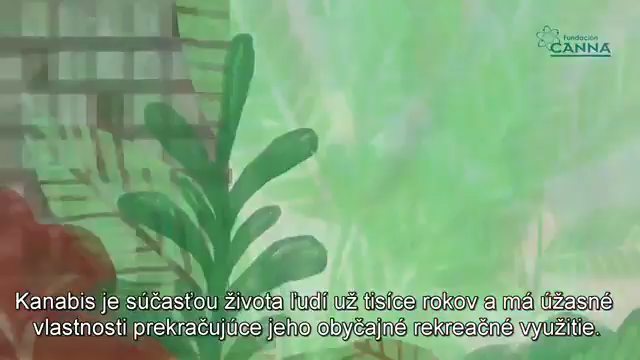 Fundación
CANNA
Kanabis je súčasťou života ľudí už tisíce rokov a má úžasné
vlastnosti prekračujúce jeho obyčajné rekreačné využitie.